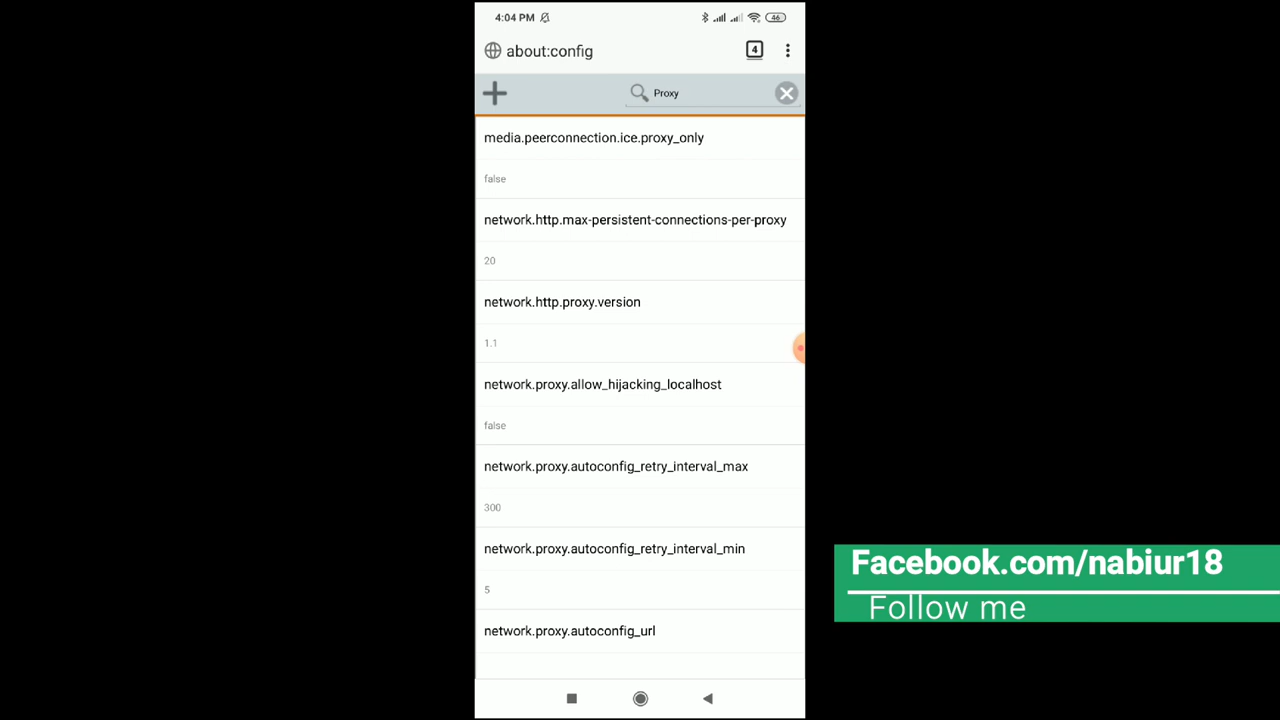 4:04 PM
46
about:config
4
Proxy
media.peerconnection.ice.proxy_only
false
network.http.max-persistent-connections-per-proxy
20
network.http.proxy.version
1.1
network.proxy.allow_hijacking_localhost
false
network.proxy.autoconfig_retry_interval_max
300
network.proxy.autoconfig_retry_interval_min
5
network.proxy.autoconfig_url
Facebook.com/nabiur18
Follow me